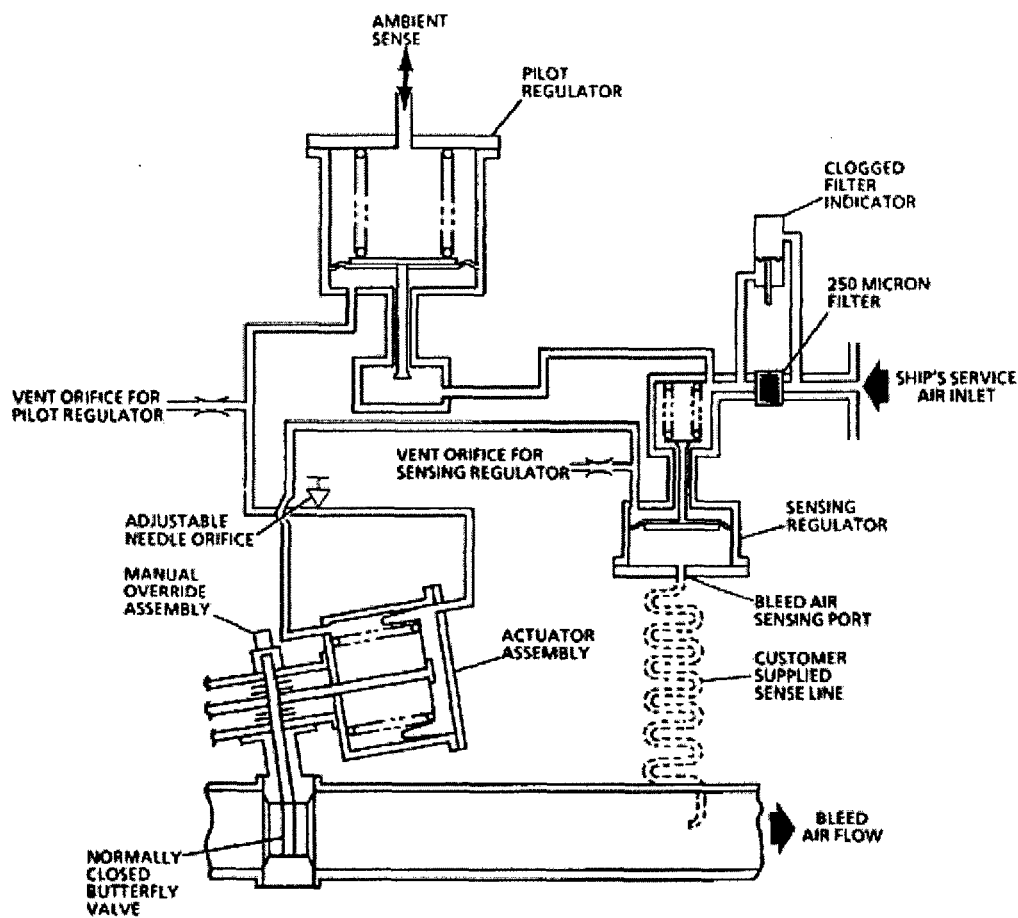 AMBIENT
SENSE
PILOT
REGULATOR
CLOGGED
FILTER
INDICATOR
250 MICRON
FILTER
SHIP'S SERVICE
AIR INLET
VENT ORIFICE FOR
PILOT REGULATOR
VENT ORIFICE FOR
SENSING REGULATOR
ADJUSTABLE
NEEDLE ORIFICE
SENSING
REGULATOR
MANUAL
OVERRIDE
ASSEMBLY
BLEED AIR
SENSING PORT
ACTUATOR
ASSEMBLY
CUSTOMER
SUPPLIED
SENSE LINE
BLEED
AIR FLOW
NORMALLY
CLOSED
BUTTERFLY
VALVE